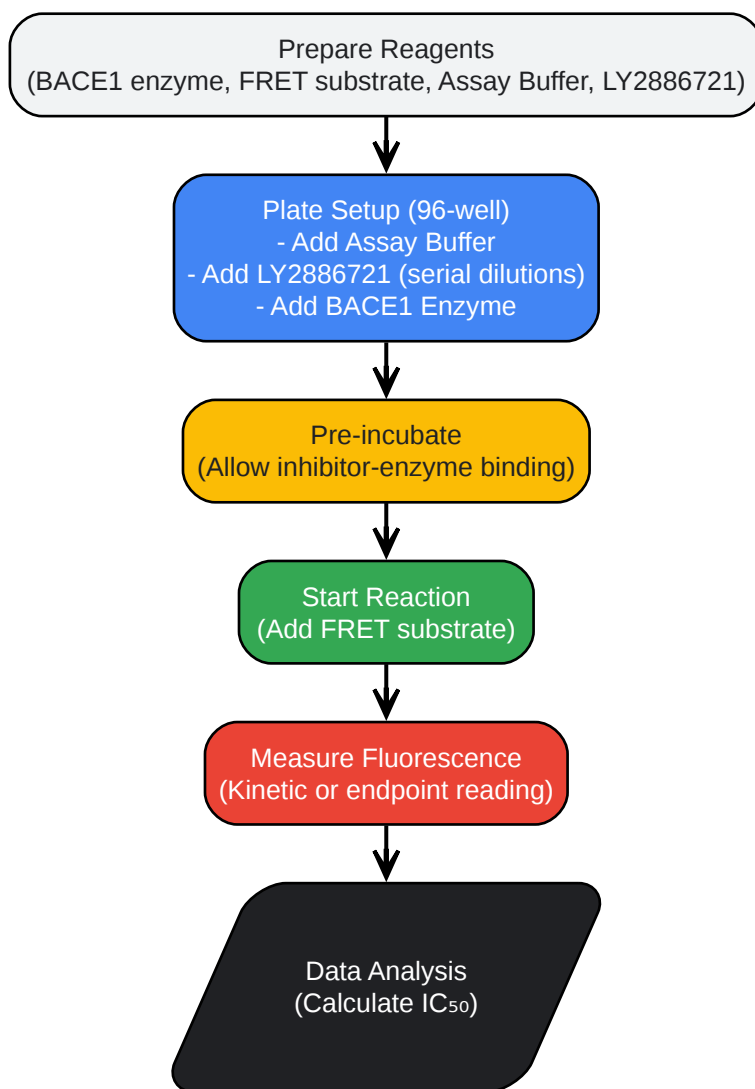 Prepare Reagents
(BACE1 enzyme, FRET substrate, Assay Buffer, LY2886721)
Plate Setup (96-well)
- Add Assay Buffer
- Add LY2886721 (serial dilutions)
- Add BACE1 Enzyme
Pre-incubate
(Allow inhibitor-enzyme binding)
Start Reaction
(Add FRET substrate)
Measure Fluorescence
(Kinetic or endpoint reading)
Data Analysis
(Calculate IC₅₀)